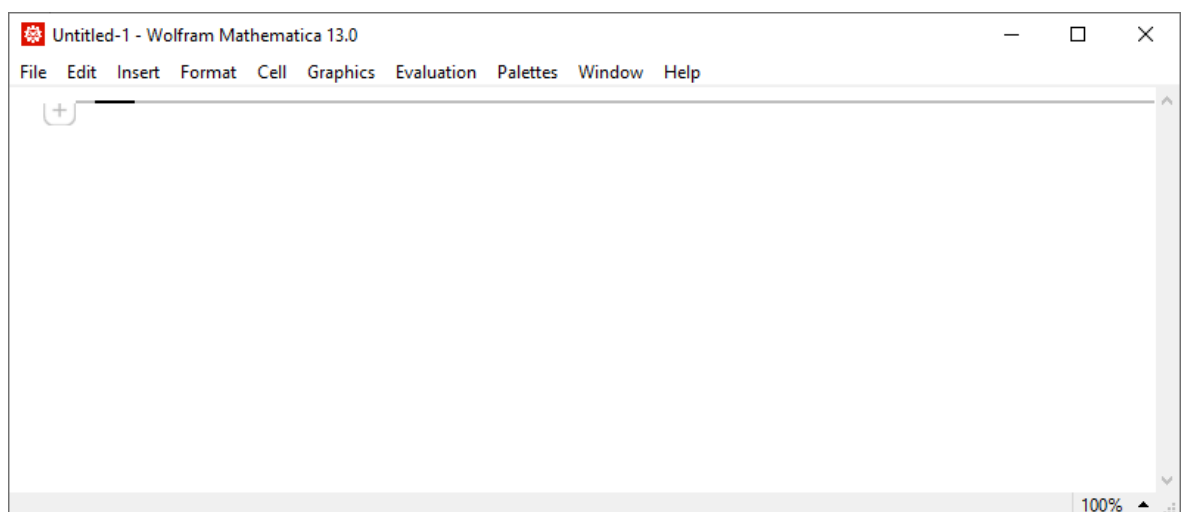 Untitled-1 - Wolfram Mathematica 13.0
File Edit Insert Format Cell Graphics Evaluation Palettes Window Help
100%